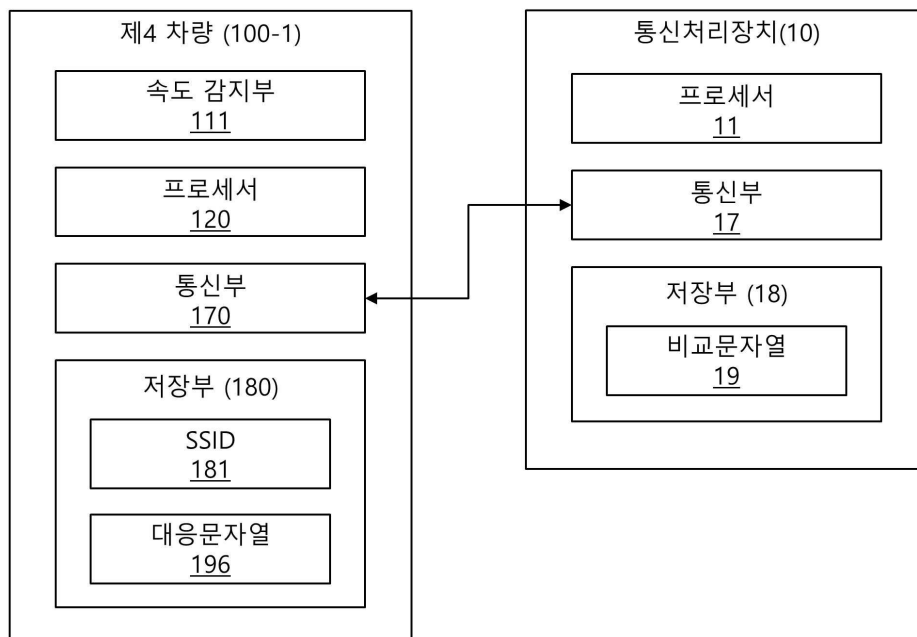 제4 차량 (100-1)
속도 감지부
111
프로세서
120
통신부
170
저장부 (180)
SSID
181
대응문자열
196
통신처리장치(10)
프로세서
11
통신부
17
저장부 (18)
비교문자열
19